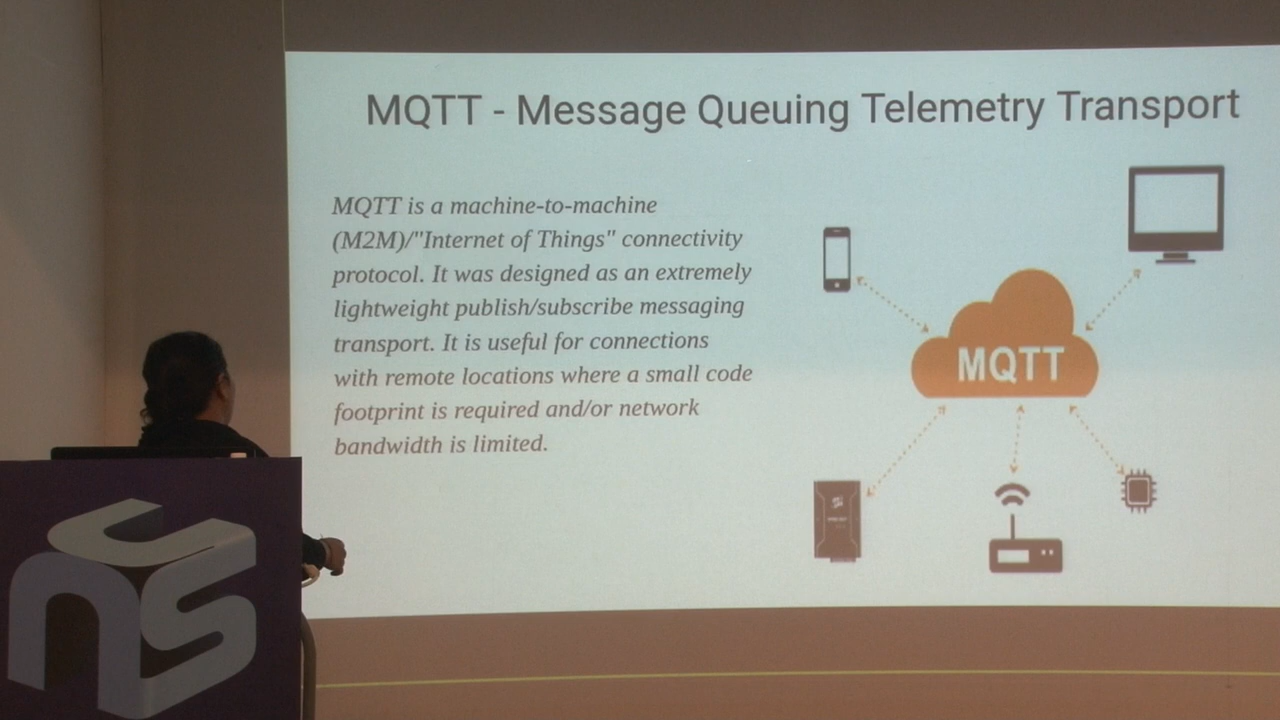 MQTT - Message Queuing Telemetry Transport
MQTT is a machine-to-machine
(M2M)/"Internet of Things" connectivity
protocol. It was designed as an extremely
lightweight publish/subscribe messaging
transport. It is useful for connections
with remote locations where a small code
footprint is required and/or network
bandwidth is limited.
MQTT
nus